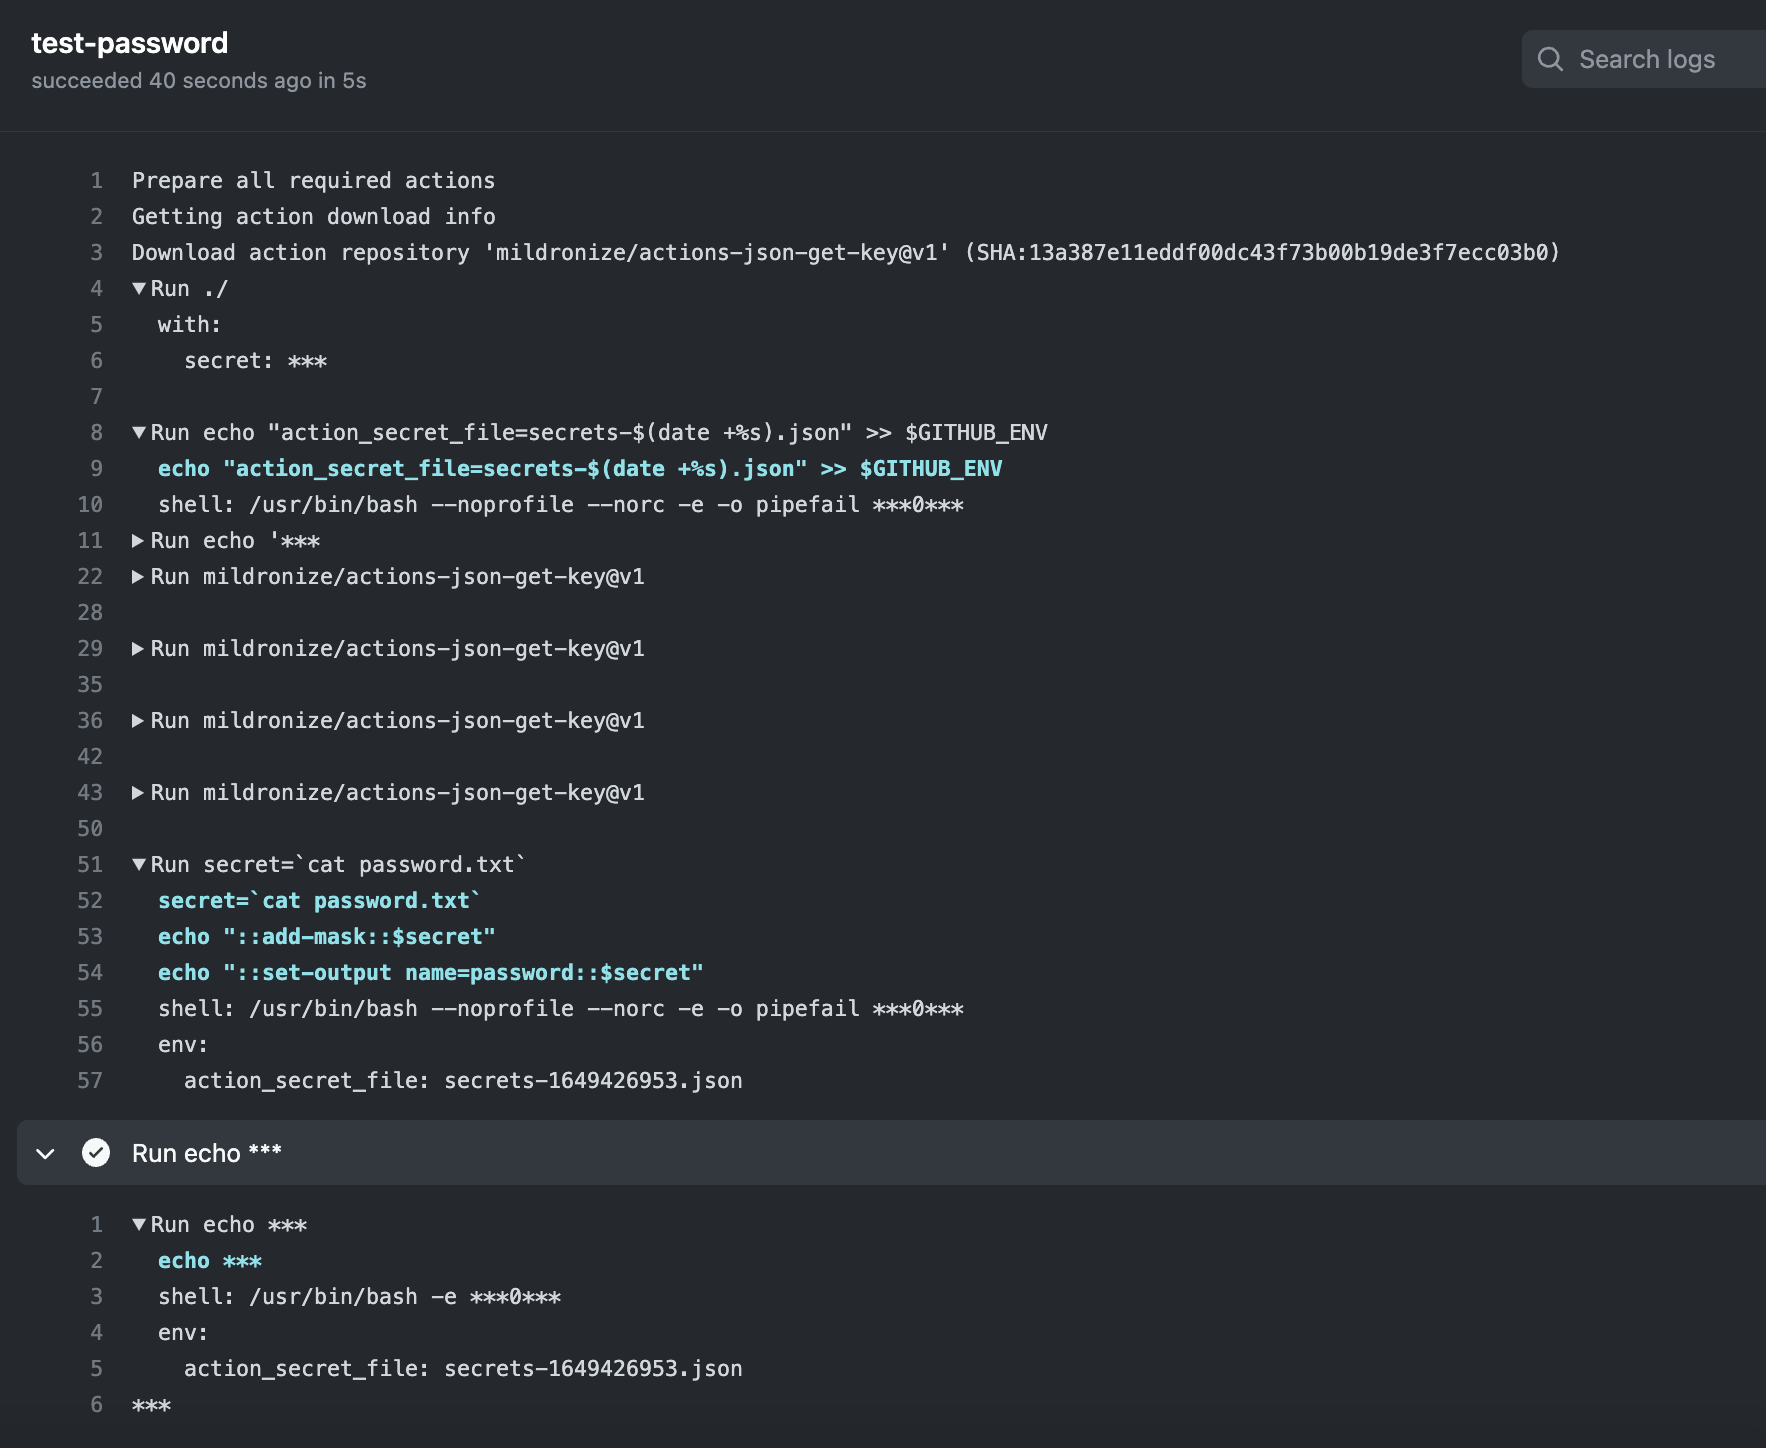 test-password
succeeded 40 seconds ago in 5s
Search logs
1 Prepare all required actions
2 Getting action download info
3 Download action repository 'mildronize/actions-json-get-key@v1' (SHA:13a387e11eddf00dc43f73b00b19de3f7ecc03b0)
4 ▼Run ./
5 with:
6 secret: ***
7
8 ▼Run echo "action_secret_file=secrets-$(date +%s).json" >> $GITHUB_ENV
9 echo "action_secret_file=secrets-$(date +%s).json" >> $GITHUB_ENV
10 shell: /usr/bin/bash --noprofile --norc -e -o pipefail ***0***
11 ▶Run echo '***
22 ▶Run mildronize/actions-json-get-key@v1
28
29 ▶Run mildronize/actions-json-get-key@v1
35
36 ▶Run mildronize/actions-json-get-key@v1
42
43 ▶Run mildronize/actions-json-get-key@v1
50
51 ▼Run secret=`cat password.txt`
52 secret=`cat password.txt`
53 echo "::add-mask::$secret"
54 echo "::set-output name=password::$secret"
55 shell: /usr/bin/bash --noprofile --norc -e -o pipefail ***0***
56 env:
57 action_secret_file: secrets-1649426953.json
Run echo ***
1 ▼Run echo ***
2 echo ***
3 shell: /usr/bin/bash -e ***0***
4 env:
5 action_secret_file: secrets-1649426953.json
6 ***